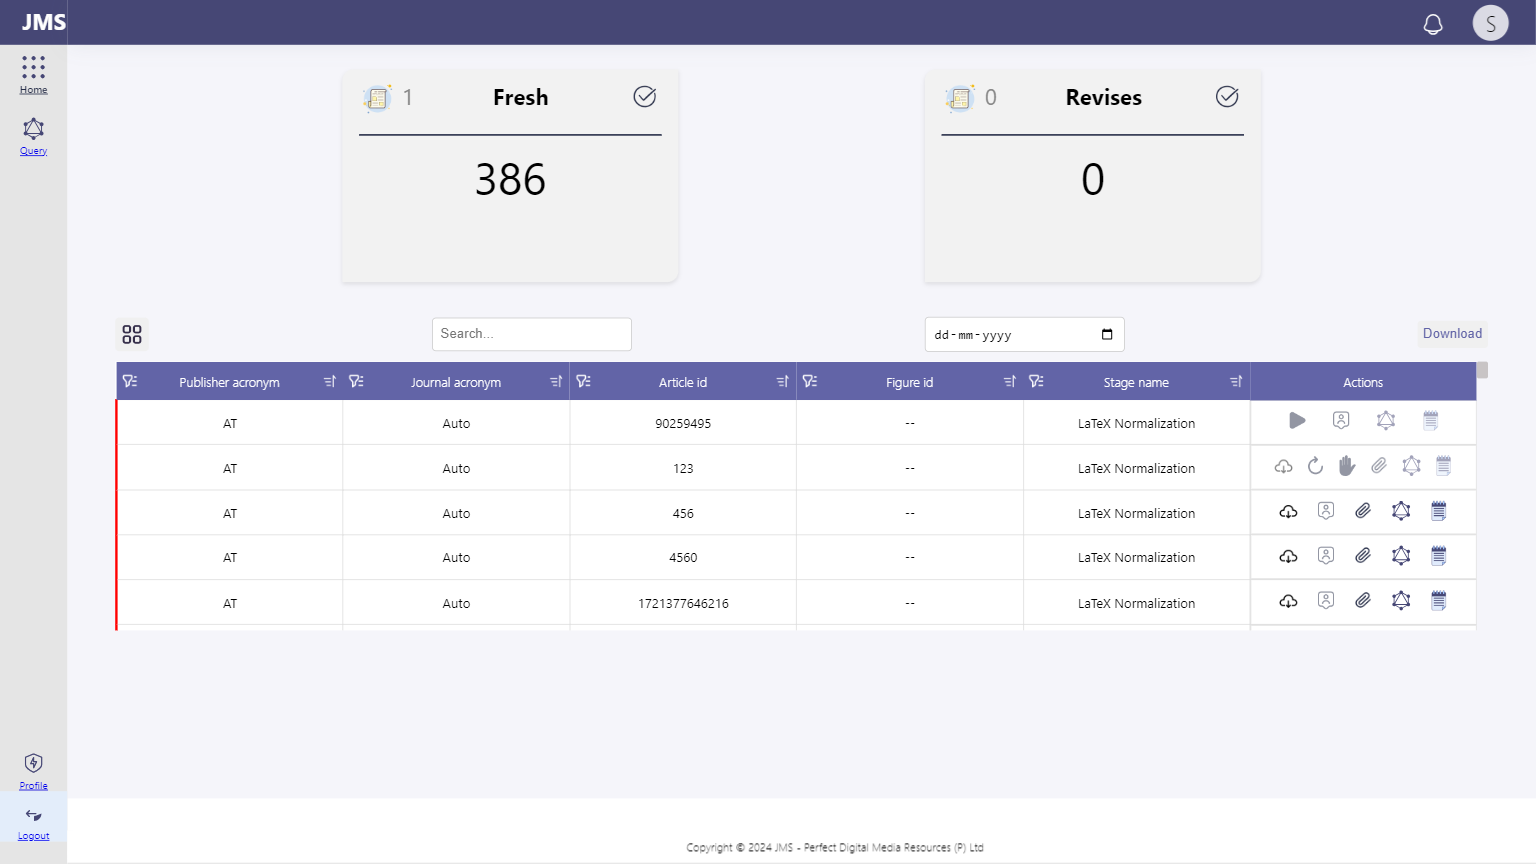 JMS
S
Home
Query
1 Fresh
386
0 Revises
0
Search...
dd-mm-yyyy
Download
Publisher acronym Journal acronym Article id Figure id Stage name Actions
AT Auto 90259495 -- LaTeX Normalization
AT Auto 123 -- LaTeX Normalization
AT Auto 456 -- LaTeX Normalization
AT Auto 4560 -- LaTeX Normalization
AT Auto 1721377646216 -- LaTeX Normalization
Profile
Logout
Copyright © 2024 JMS - Perfect Digital Media Resources (P) Ltd